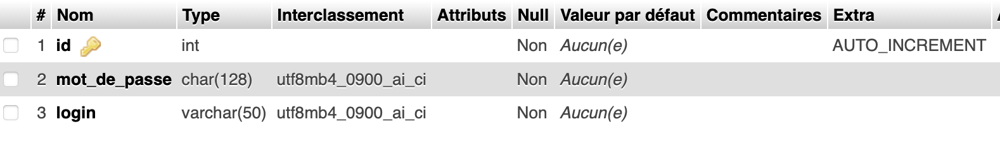 # Nom Type Interclassement Attributs Null Valeur par défaut Commentaires Extra
1 id int Non Aucun(e) AUTO_INCREMENT
2 mot_de_passe char(128) utf8mb4_0900_ai_ci Non Aucun(e)
3 login varchar(50) utf8mb4_0900_ai_ci Non Aucun(e)